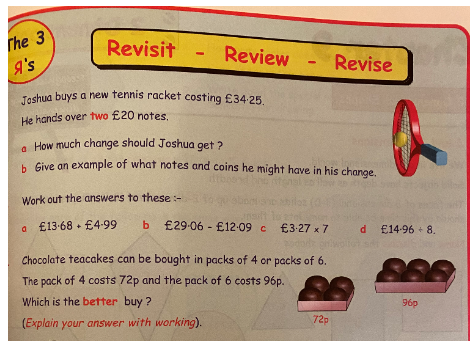 The 3
Я's
Revisit - Review - Revise
Joshua buys a new tennis racket costing £34·25.
He hands over two £20 notes.
a How much change should Joshua get ?
b Give an example of what notes and coins he might have in his change.
Work out the answers to these :-
a £13·68 + £4·99 b £29·06 - £12·09 c £3·27 x 7 d £14·96 ÷ 8.
Chocolate teacakes can be bought in packs of 4 or packs of 6.
The pack of 4 costs 72p and the pack of 6 costs 96p.
Which is the better buy ?
(Explain your answer with working).
72p
96p